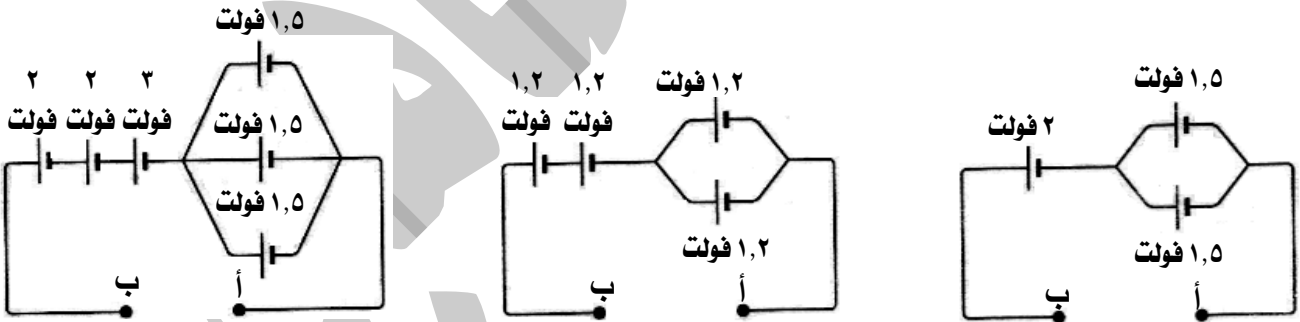 ١,٥ فولت
٢ فولت
١,٥ فولت
أ
ب
١,٢ فولت
١,٢ ١,٢
فولت فولت
١,٢ فولت
أ
ب
١,٥ فولت
٣ ٢ ٢
فولت فولت فولت
١,٥ فولت
١,٥ فولت
أ
ب